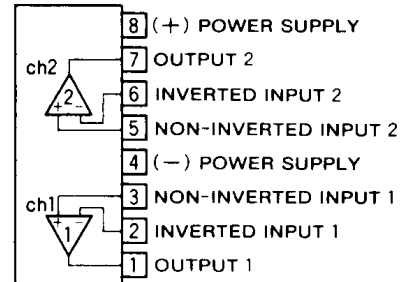 8 (+) POWER SUPPLY
7 OUTPUT 2
ch2
2
+ −
6 INVERTED INPUT 2
5 NON-INVERTED INPUT 2
4 (−) POWER SUPPLY
3 NON-INVERTED INPUT 1
ch1
+ −
1
2 INVERTED INPUT 1
1 OUTPUT 1